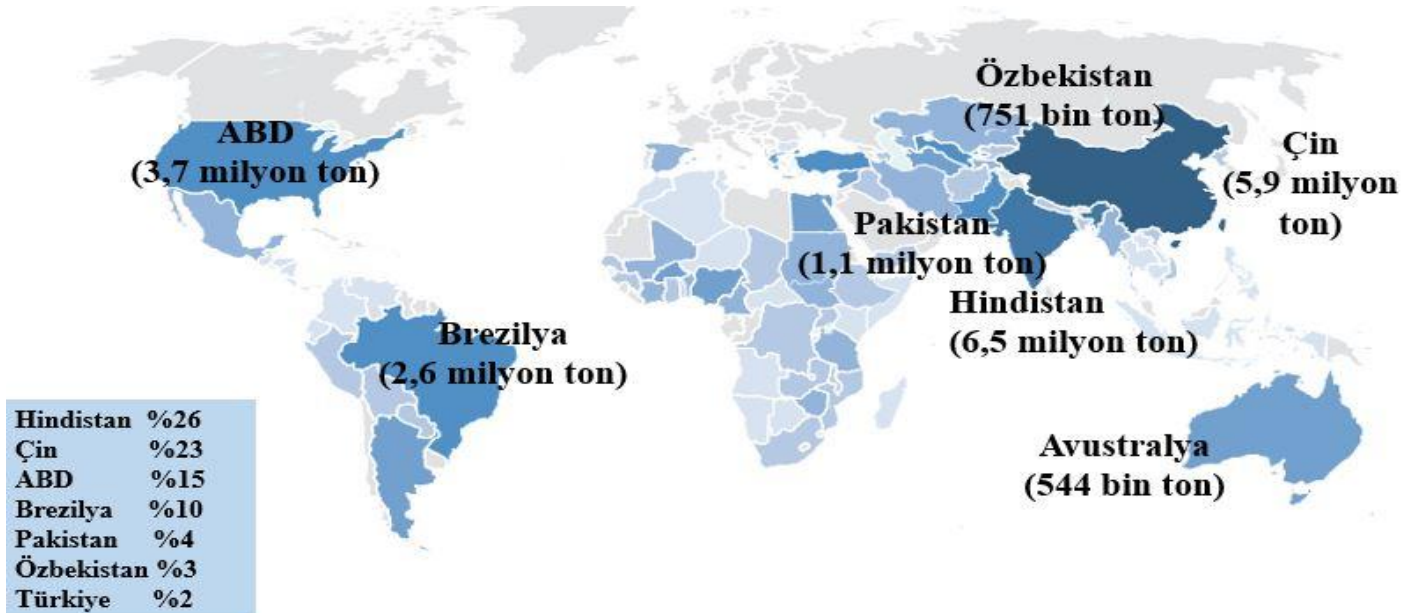 ABD
(3,7 milyon ton)
Özbekistan
(751 bin ton)
Çin
(5,9 milyon
ton)
Pakistan
(1,1 milyon ton)
Hindistan
(6,5 milyon ton)
Brezilya
(2,6 milyon ton)
Avustralya
(544 bin ton)
Hindistan %26
Çin %23
ABD %15
Brezilya %10
Pakistan %4
Özbekistan %3
Türkiye %2